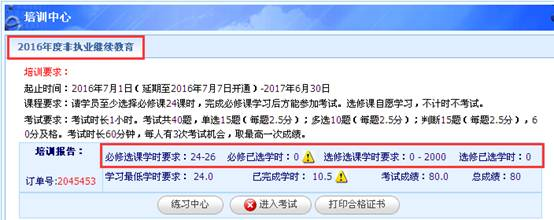 培训中心
2016年度非执业继续教育
培训要求：
起止时间：2016年7月1日（延期至2016年7月7日开通）-2017年6月30日
课程要求：请学员至少选择必修课24课时，完成必修课学习后方能参加考试。选修课自愿学习，不计时不考试。
考试要求：考试时长1小时。考试共40题，单选15题（每题2.5分）；多选10题（每题2.5分）；判断15题（每题2.5分），6
0分及格。考试时长60分钟，每人有3次考试机会，取最高一次成绩。
培训报告： 必修选课学时要求：24-26 必修已选学时：0 选修选课学时要求：0 - 2000 选修已选学时：0
订单号:2045453 学习最低学时要求： 24.0 已完成学时： 10.5 考试成绩：80.0 总成绩：80
练习中心 进入考试 打印合格证书